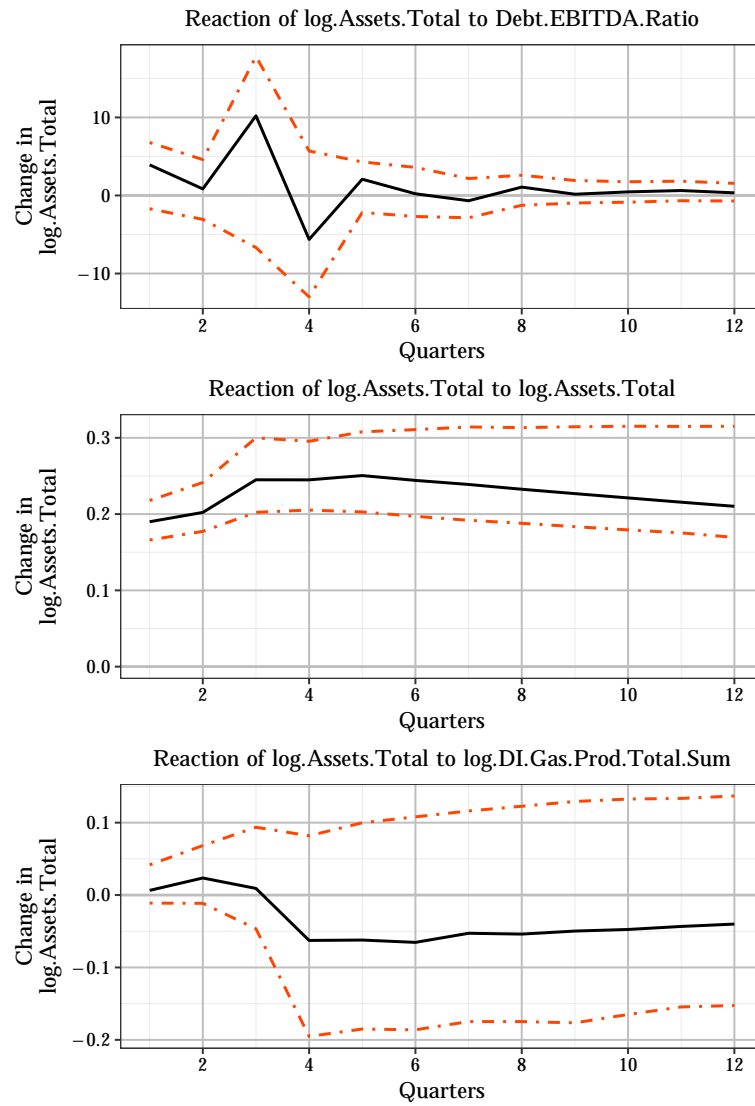 Reaction of log.Assets.Total to Debt.EBITDA.Ratio
Change in
log.Assets.Total
10
0
−10
2 4 6 8 10 12
Quarters
Reaction of log.Assets.Total to log.Assets.Total
Change in
log.Assets.Total
0.3
0.2
0.1
0.0
2 4 6 8 10 12
Quarters
Reaction of log.Assets.Total to log.DI.Gas.Prod.Total.Sum
Change in
log.Assets.Total
0.1
0.0
−0.1
−0.2
2 4 6 8 10 12
Quarters